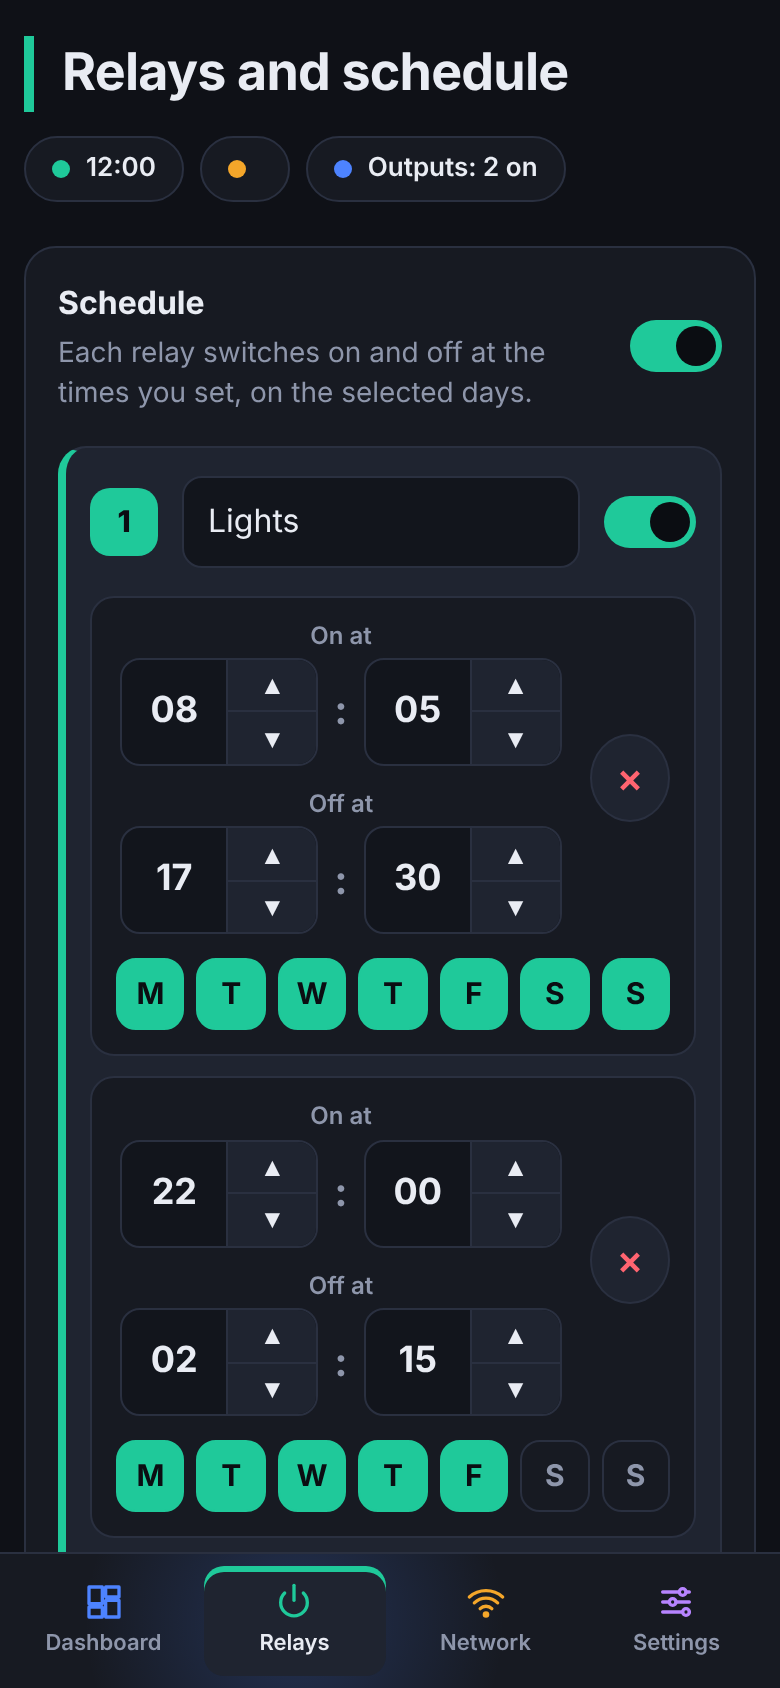 Relays and schedule
12:00
Outputs: 2 on
Schedule
Each relay switches on and off at the
times you set, on the selected days.
1
Lights
On at
08 ▲ ▼ : 05 ▲ ▼
×
Off at
17 ▲ ▼ : 30 ▲ ▼
M T W T F S S
On at
22 ▲ ▼ : 00 ▲ ▼
×
Off at
02 ▲ ▼ : 15 ▲ ▼
M T W T F S S
Dashboard
Relays
Network
Settings